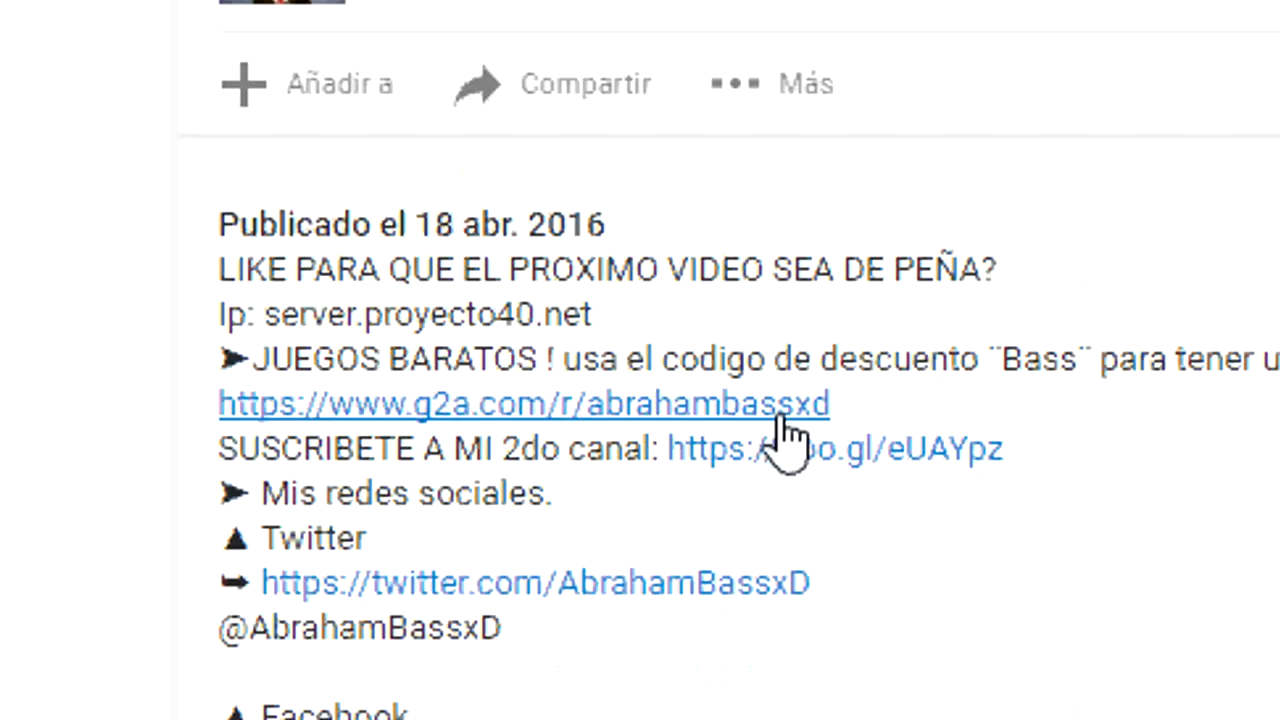 Añadir a Compartir Más
Publicado el 18 abr. 2016
LIKE PARA QUE EL PROXIMO VIDEO SEA DE PEÑA?
Ip: server.proyecto40.net
➤JUEGOS BARATOS ! usa el codigo de descuento ¨Bass¨ para tener u
https://www.g2a.com/r/abrahambassxd
SUSCRIBETE A MI 2do canal: https:/ oo.gl/eUAYpz
➤ Mis redes sociales.
▲ Twitter
➥ https://twitter.com/AbrahamBassxD
@AbrahamBassxD
▲ Facebook